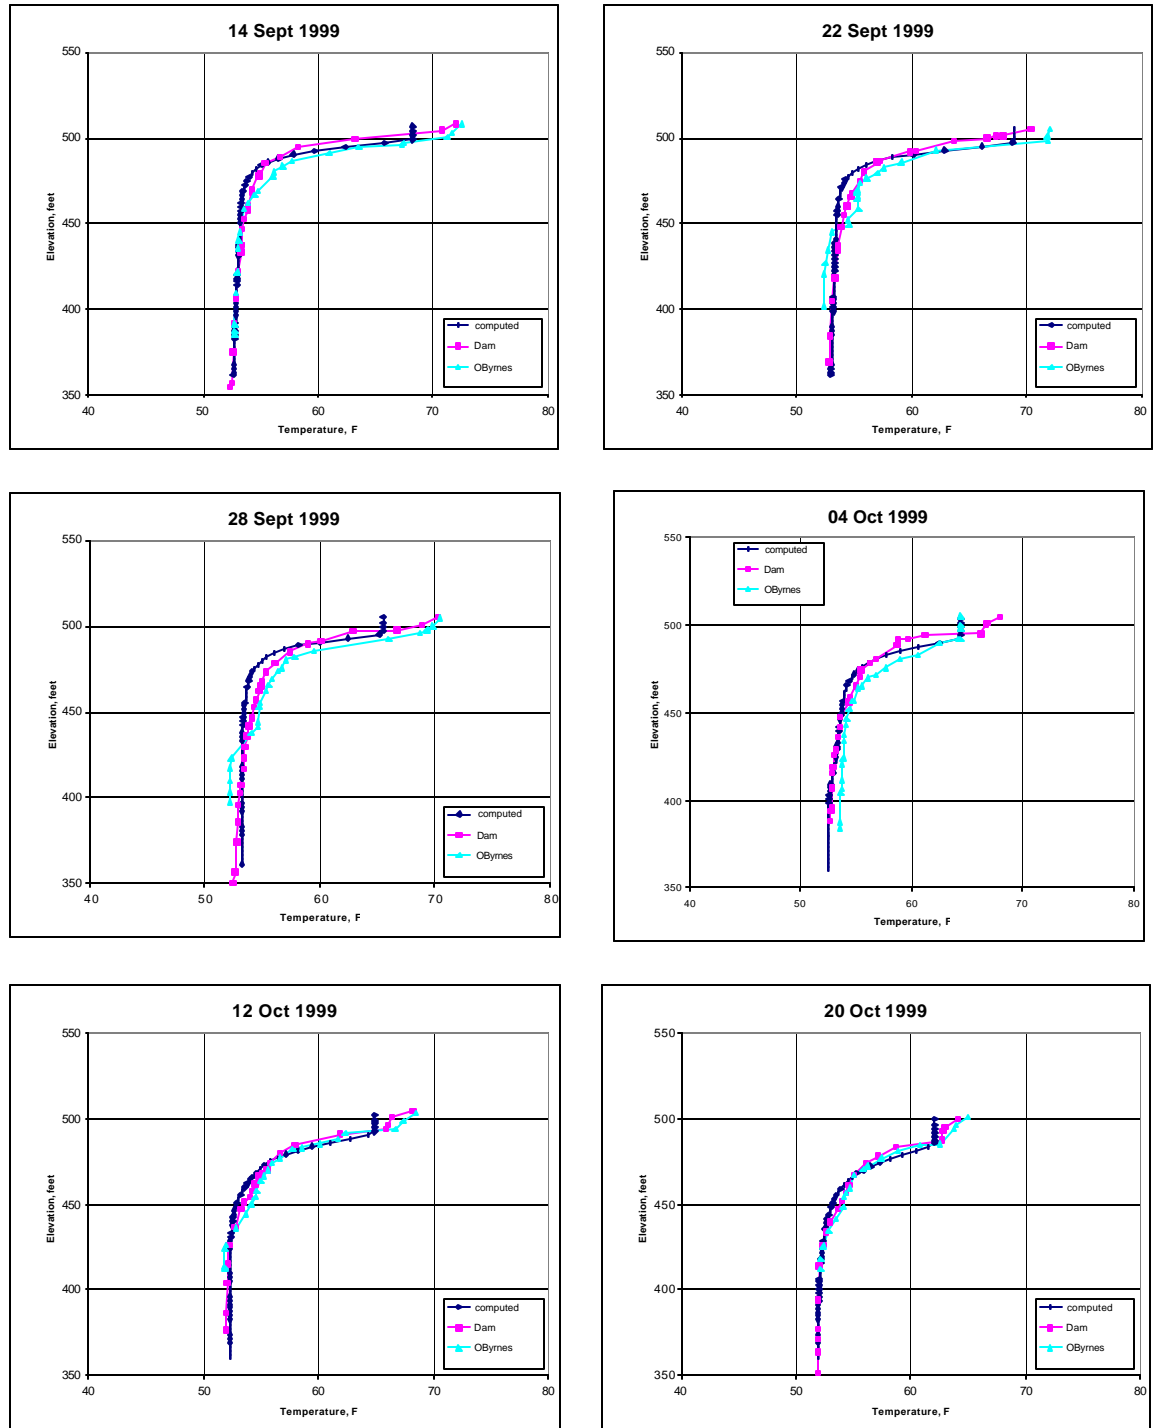 14 Sept 1999
550
500
450
400
350
40 50 60 70 80
Elevation, feet
Temperature, F
computed
Dam
OByrnes
22 Sept 1999
550
500
450
400
350
40 50 60 70 80
Elevation, feet
Temperature, F
computed
Dam
OByrnes
28 Sept 1999
550
500
450
400
350
40 50 60 70 80
Elevation, feet
Temperature, F
computed
Dam
OByrnes
04 Oct 1999
550
500
450
400
350
40 50 60 70 80
Elevation, feet
Temperature, F
computed
Dam
OByrnes
12 Oct 1999
550
500
450
400
350
40 50 60 70 80
Elevation, feet
Temperature, F
computed
Dam
OByrnes
20 Oct 1999
550
500
450
400
350
40 50 60 70 80
Elevation, feet
Temperature, F
computed
Dam
OByrnes